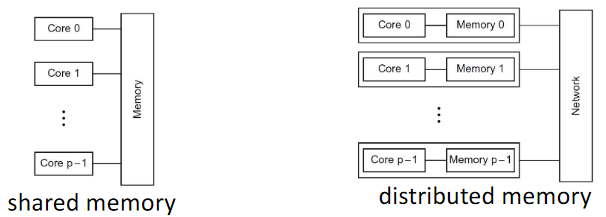 Core 0
Core 1
⋮
Core p−1
Memory
shared memory
Core 0 Memory 0
Core 1 Memory 1
⋮
Core p−1 Memory p−1
Network
distributed memory